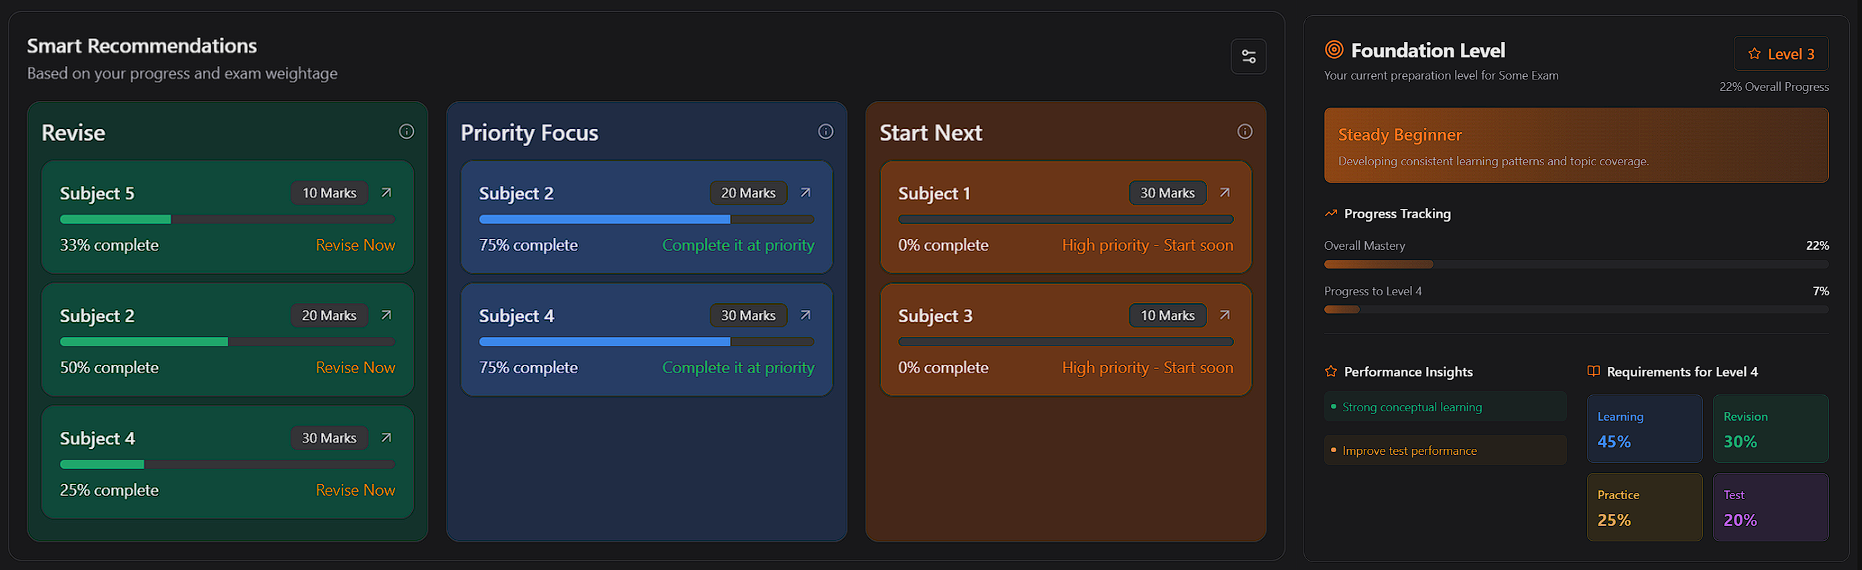 Smart Recommendations
Based on your progress and exam weightage
Revise
Subject 5
10 Marks
33% complete
Revise Now
Subject 2
20 Marks
50% complete
Revise Now
Subject 4
30 Marks
25% complete
Revise Now
Priority Focus
Subject 2
20 Marks
75% complete
Complete it at priority
Subject 4
30 Marks
75% complete
Complete it at priority
Start Next
Subject 1
30 Marks
0% complete
High priority - Start soon
Subject 3
10 Marks
0% complete
High priority - Start soon
Foundation Level
Level 3
Your current preparation level for Some Exam
22% Overall Progress
Steady Beginner
Developing consistent learning patterns and topic coverage.
Progress Tracking
Overall Mastery
22%
Progress to Level 4
7%
Performance Insights
Strong conceptual learning
Improve test performance
Requirements for Level 4
Learning
45%
Revision
30%
Practice
25%
Test
20%